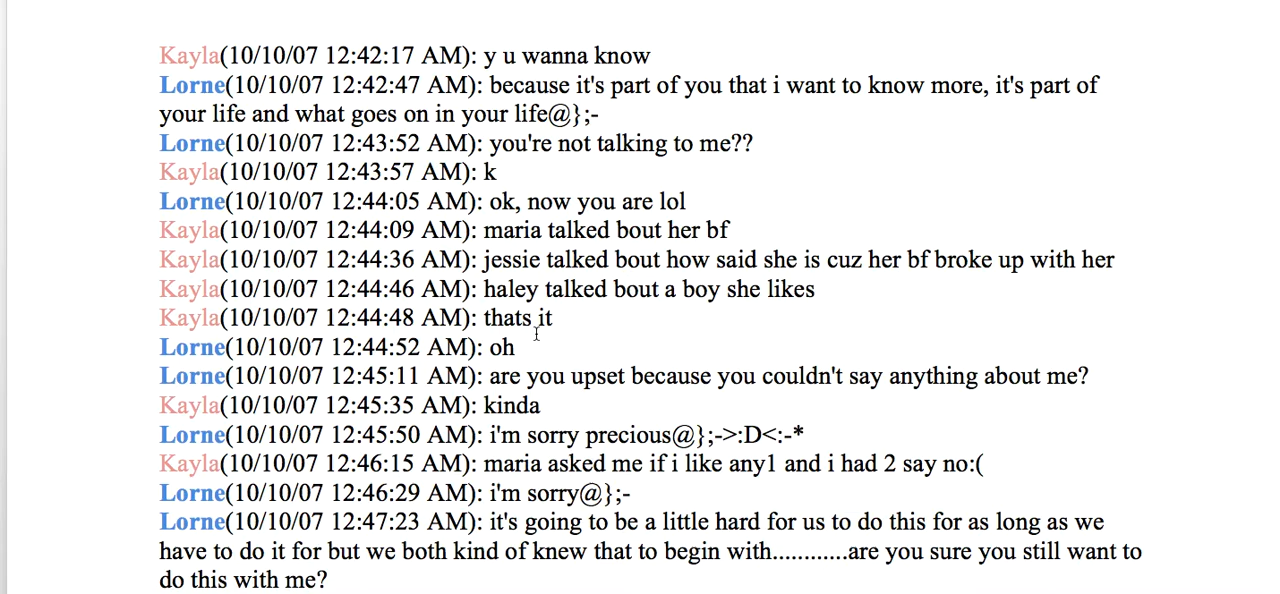 Kayla(10/10/07 12:42:17 AM): y u wanna know
Lorne(10/10/07 12:42:47 AM): because it's part of you that i want to know more, it's part of
your life and what goes on in your life@};-
Lorne(10/10/07 12:43:52 AM): you're not talking to me??
Kayla(10/10/07 12:43:57 AM): k
Lorne(10/10/07 12:44:05 AM): ok, now you are lol
Kayla(10/10/07 12:44:09 AM): maria talked bout her bf
Kayla(10/10/07 12:44:36 AM): jessie talked bout how said she is cuz her bf broke up with her
Kayla(10/10/07 12:44:46 AM): haley talked bout a boy she likes
Kayla(10/10/07 12:44:48 AM): thats it
Lorne(10/10/07 12:44:52 AM): oh
Lorne(10/10/07 12:45:11 AM): are you upset because you couldn't say anything about me?
Kayla(10/10/07 12:45:35 AM): kinda
Lorne(10/10/07 12:45:50 AM): i'm sorry precious@};->:D<:-*
Kayla(10/10/07 12:46:15 AM): maria asked me if i like any1 and i had 2 say no:(
Lorne(10/10/07 12:46:29 AM): i'm sorry@};-
Lorne(10/10/07 12:47:23 AM): it's going to be a little hard for us to do this for as long as we
have to do it for but we both kind of knew that to begin with............are you sure you still want to
do this with me?